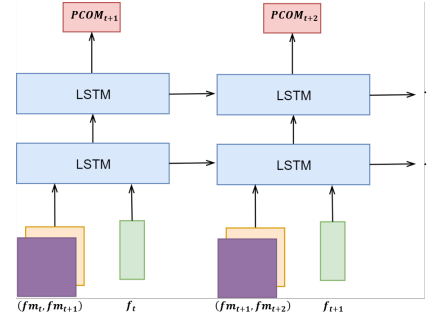 PCOM_{t+1} PCOM_{t+2}
LSTM LSTM
LSTM LSTM
(fm_t, fm_{t+1}) f_t (fm_{t+1}, fm_{t+2}) f_{t+1}